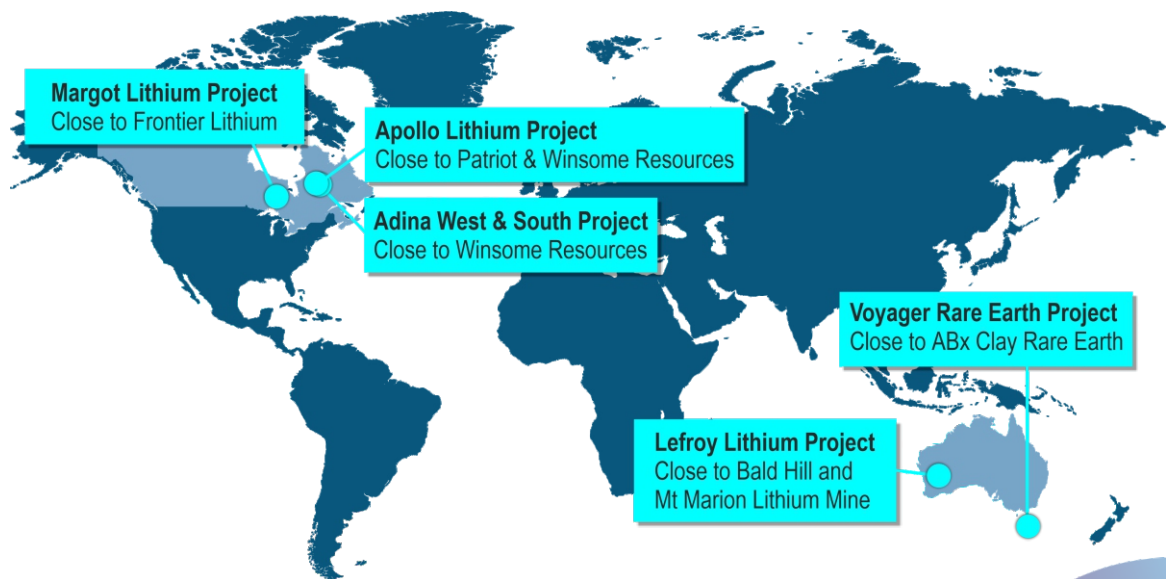 Margot Lithium Project
Close to Frontier Lithium
Apollo Lithium Project
Close to Patriot & Winsome Resources
Adina West & South Project
Close to Winsome Resources
Voyager Rare Earth Project
Close to ABx Clay Rare Earth
Lefroy Lithium Project
Close to Bald Hill and
Mt Marion Lithium Mine